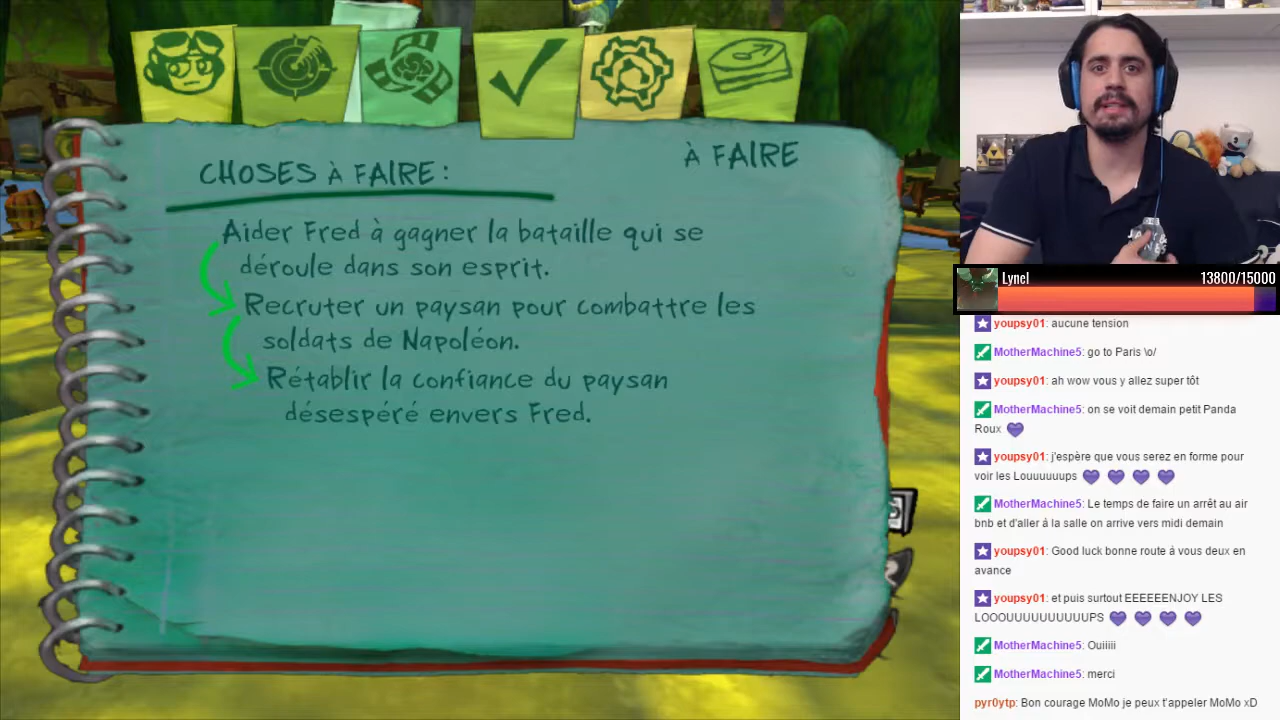 À FAIRE
CHOSES À FAIRE :
Aider Fred à gagner la bataille qui se
déroule dans son esprit.
Recruter un paysan pour combattre les
soldats de Napoléon.
Rétablir la confiance du paysan
désespéré envers Fred.
Lynel 13800/15000
youpsy01: aucune tension
MotherMachine5: go to Paris \o/
youpsy01: ah wow vous y allez super tôt
MotherMachine5: on se voit demain petit Panda
Roux
youpsy01: j'espère que vous serez en forme pour
voir les Louuuuuups
MotherMachine5: Le temps de faire un arrêt au air
bnb et d'aller á la salle on arrive vers midi demain
youpsy01: Good luck bonne route à vous deux en
avance
youpsy01: et puis surtout EEEEEENJOY LES
LOOOUUUUUUUUUUPS
MotherMachine5: Ouiiiii
MotherMachine5: merci
pyr0ytp: Bon courage MoMo je peux t'appeler MoMo xD